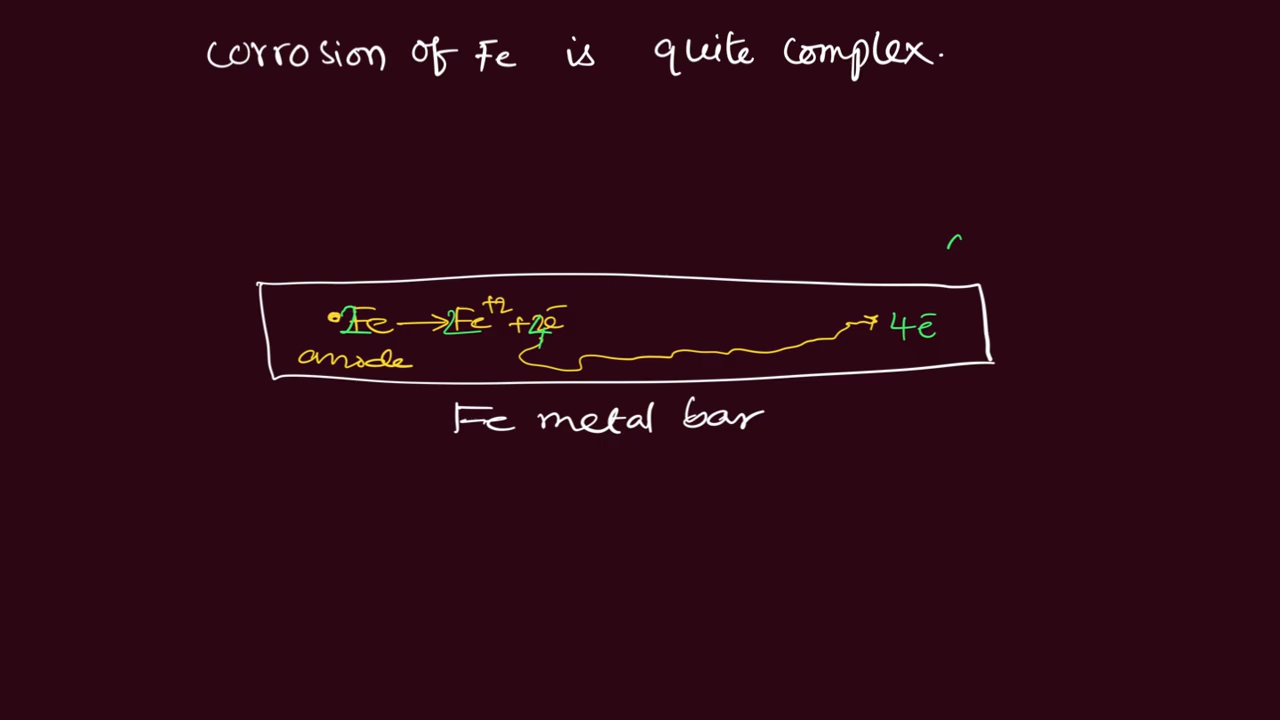 corrosion of Fe is quite complex.
2Fe → 2Fe+2 + 4e-
4e-
anode
Fe metal bar